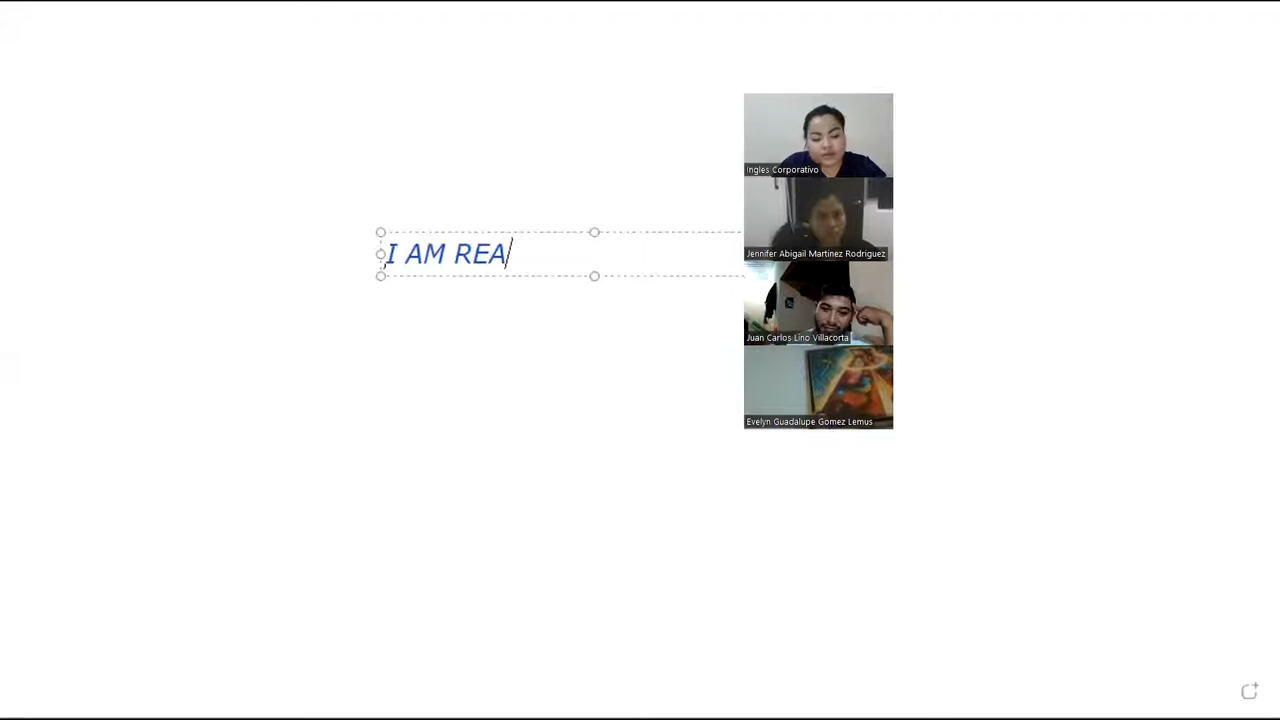 I AM REA
Ingles Corporativo
Jennifer Abigail Martinez Rodriguez
Juan Carlos Lino Villacorta
Evelyn Guadalupe Gomez Lemus